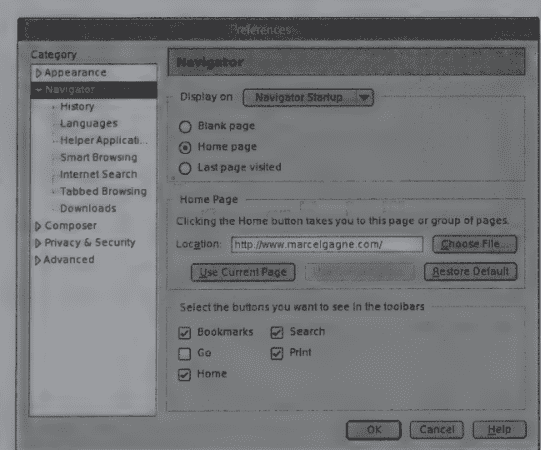 Preferences
Category
Appearance
Navigator
History
Languages
Helper Applicati...
Smart Browsing
Internet Search
Tabbed Browsing
Downloads
Composer
Privacy & Security
Advanced
Navigator
Display on Navigator Startup
Blank page
Home page
Last page visited
Home Page
Clicking the Home button takes you to this page or group of pages.
Location: http://www.marcelgagne.com/ Choose File...
Use Current Page Restore Default
Select the buttons you want to see in the toolbars
Bookmarks Search
Go Print
Home
OK Cancel Help